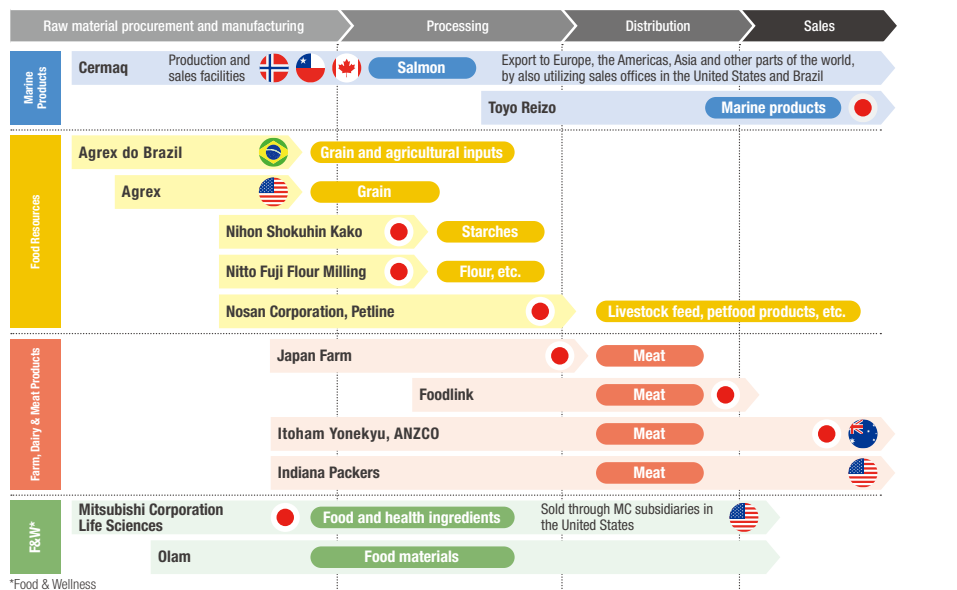 Raw material procurement and manufacturing
Processing
Distribution
Sales
Marine
Products
Cermaq
Production and
sales facilities
Salmon
Export to Europe, the Americas, Asia and other parts of the world,
by also utilizing sales offices in the United States and Brazil
Toyo Reizo
Marine products
Food Resources
Agrex do Brazil
Grain and agricultural inputs
Agrex
Grain
Nihon Shokuhin Kako
Starches
Nitto Fuji Flour Milling
Flour, etc.
Nosan Corporation, Petline
Livestock feed, petfood products, etc.
Farm, Dairy & Meat Products
Japan Farm
Meat
Foodlink
Meat
Itoham Yonekyu, ANZCO
Meat
Indiana Packers
Meat
F&W*
Mitsubishi Corporation
Life Sciences
Food and health ingredients
Sold through MC subsidiaries in
the United States
Olam
Food materials
*Food & Wellness